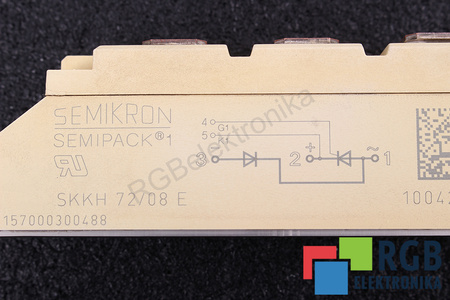 SEMIKRON
SEMIPACK® 1
SKKH 72/08 E
157000300488
4
5
G1
3
+
2
~
1
1004
RGBelektronika
RGB
ELEKTRONIKA